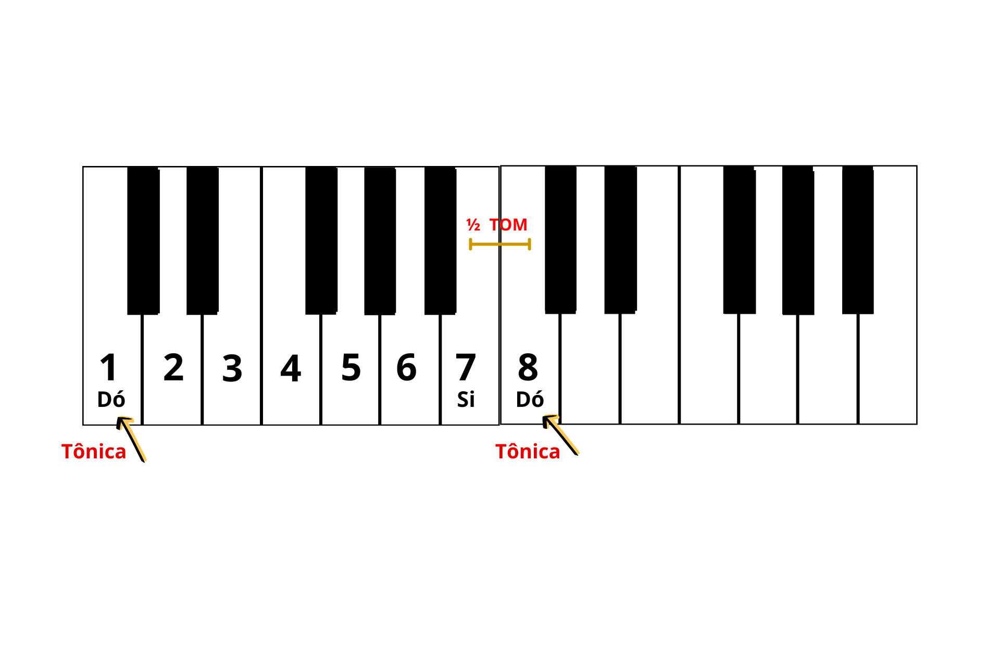 ½ TOM
1 2 3 4 5 6 7 8
Dó Si Dó
Tônica Tônica